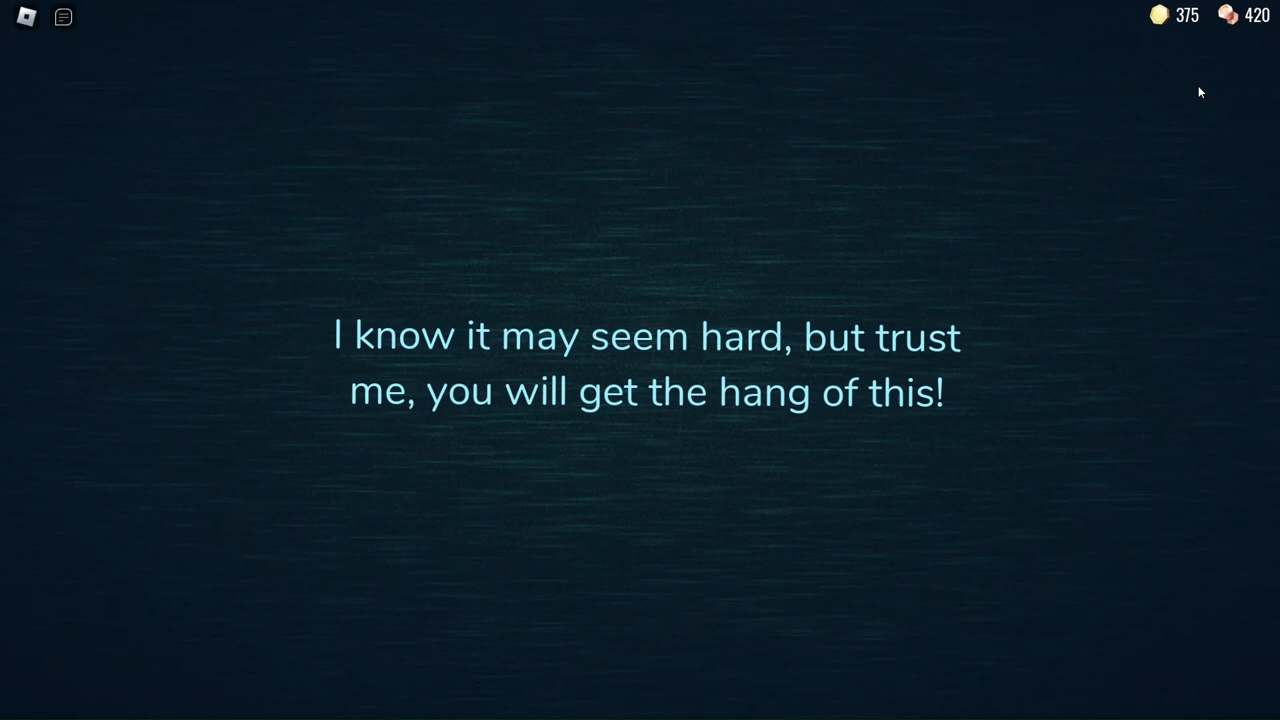 375 420
I know it may seem hard, but trust
me, you will get the hang of this!